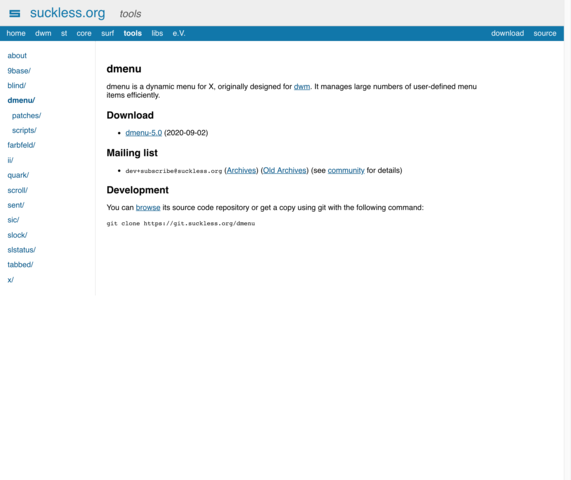 suckless.org tools
home dwm st core surf tools libs e.V. download source
about
9base/
blind/
dmenu/
patches/
scripts/
farbfeld/
ii/
quark/
scroll/
sent/
sic/
slock/
slstatus/
tabbed/
x/
dmenu
dmenu is a dynamic menu for X, originally designed for dwm. It manages large numbers of user-defined menu
items efficiently.
Download
• dmenu-5.0 (2020-09-02)
Mailing list
• dev+subscribe@suckless.org (Archives) (Old Archives) (see community for details)
Development
You can browse its source code repository or get a copy using git with the following command:
git clone https://git.suckless.org/dmenu